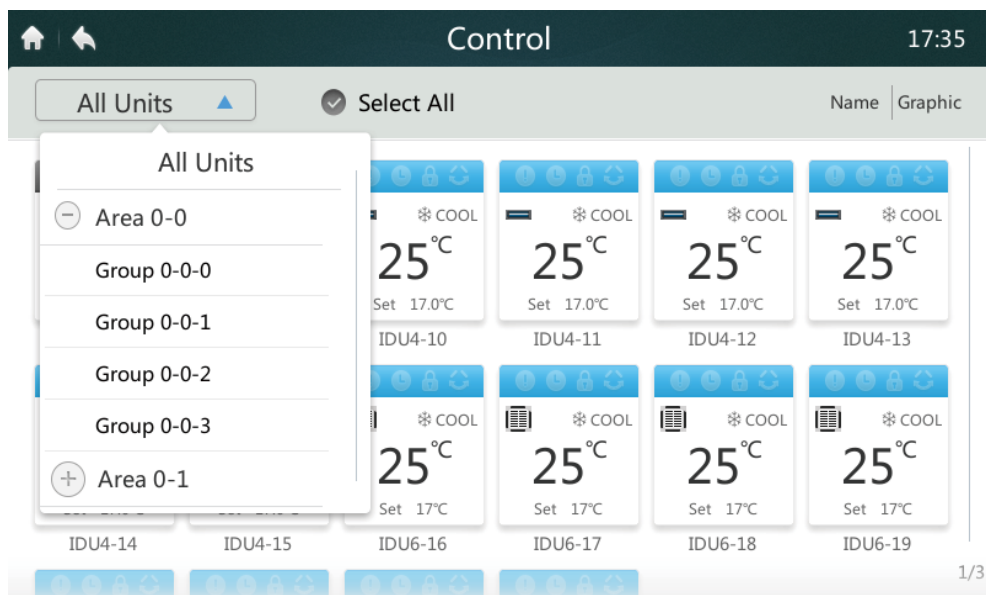 Control
17:35
All Units
Select All
Name
Graphic
All Units
Area 0-0
Group 0-0-0
Group 0-0-1
Group 0-0-2
Group 0-0-3
Area 0-1
COOL
COOL
COOL
COOL
25℃
25℃
25℃
25℃
Set 17.0℃
Set 17.0℃
Set 17.0℃
Set 17.0℃
IDU4-10
IDU4-11
IDU4-12
IDU4-13
COOL
COOL
COOL
COOL
25℃
25℃
25℃
25℃
Set 17℃
Set 17℃
Set 17℃
Set 17℃
IDU4-14
IDU4-15
IDU6-16
IDU6-17
IDU6-18
IDU6-19
1/3